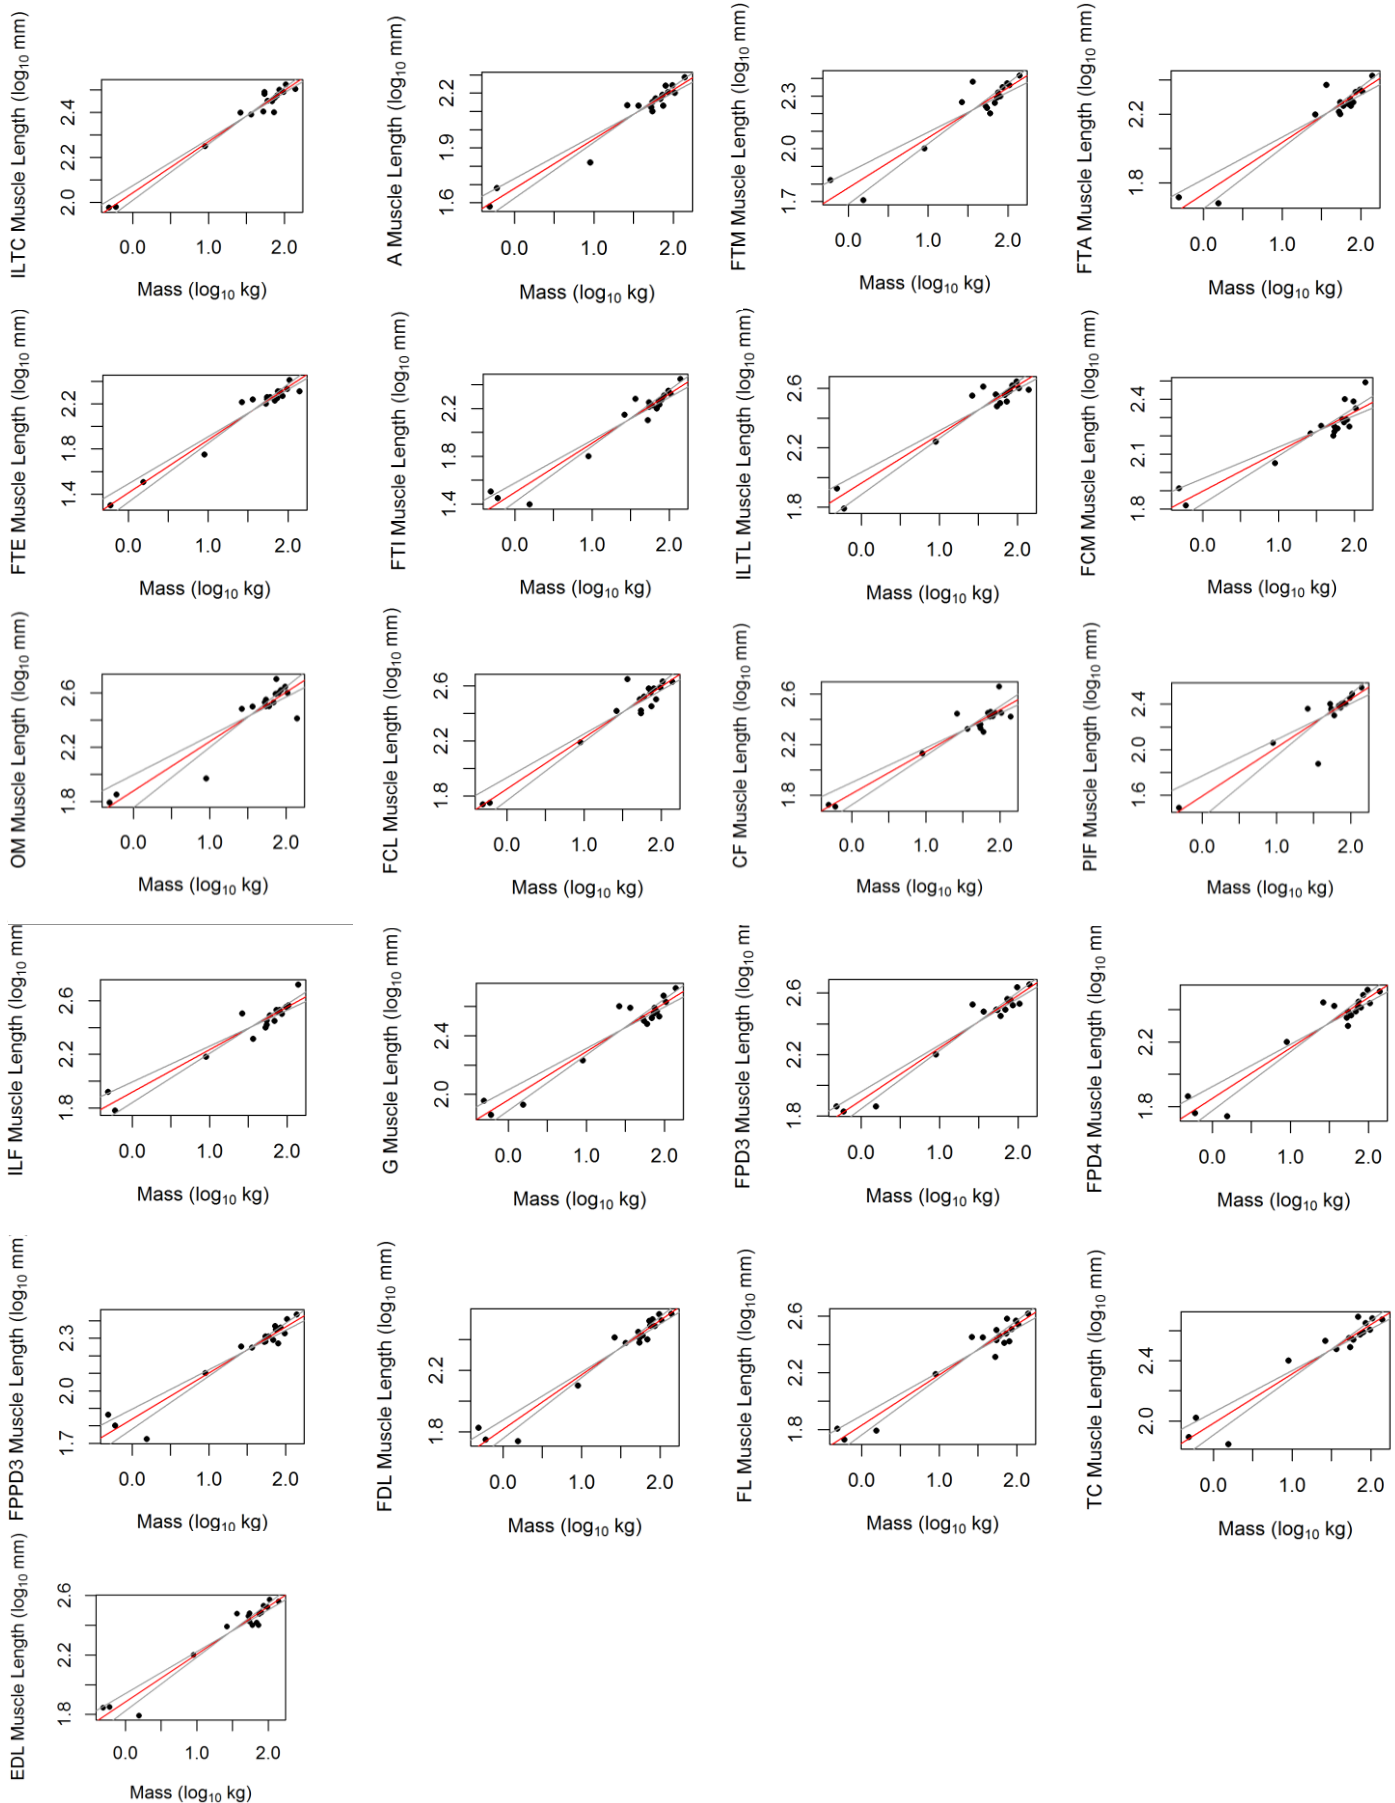 ILTC Muscle Length (log10 mm)
2.0 2.2 2.4
0.0 1.0 2.0
Mass (log10 kg)
A Muscle Length (log10 mm)
1.6 1.9 2.2
0.0 1.0 2.0
Mass (log10 kg)
FTM Muscle Length (log10 mm)
1.7 2.0 2.3
0.0 1.0 2.0
Mass (log10 kg)
FTA Muscle Length (log10 mm)
1.8 2.2
0.0 1.0 2.0
Mass (log10 kg)
FTE Muscle Length (log10 mm)
1.4 1.8 2.2
0.0 1.0 2.0
Mass (log10 kg)
FTI Muscle Length (log10 mm)
1.4 1.8 2.2
0.0 1.0 2.0
Mass (log10 kg)
ILTL Muscle Length (log10 mm)
1.8 2.2 2.6
0.0 1.0 2.0
Mass (log10 kg)
FCM Muscle Length (log10 mm)
1.8 2.1 2.4
0.0 1.0 2.0
Mass (log10 kg)
OM Muscle Length (log10 mm)
1.8 2.2 2.6
0.0 1.0 2.0
Mass (log10 kg)
FCL Muscle Length (log10 mm)
1.8 2.2 2.6
0.0 1.0 2.0
Mass (log10 kg)
CF Muscle Length (log10 mm)
1.8 2.2 2.6
0.0 1.0 2.0
Mass (log10 kg)
PIF Muscle Length (log10 mm)
1.6 2.0 2.4
0.0 1.0 2.0
Mass (log10 kg)
ILF Muscle Length (log10 mm
1.8 2.2 2.6
0.0 1.0 2.0
Mass (log10 kg)
G Muscle Length (log10 mm)
2.0 2.4
0.0 1.0 2.0
Mass (log10 kg)
FPD3 Muscle Length (log10
1.8 2.2 2.6
0.0 1.0 2.0
Mass (log10 kg)
FPD4 Muscle Length (log10
1.8 2.2
0.0 1.0 2.0
Mass (log10 kg)
FPPD3 Muscle Length (log10 mm
1.7 2.0 2.3
0.0 1.0 2.0
Mass (log10 kg)
FDL Muscle Length (log10 mm)
1.8 2.2
0.0 1.0 2.0
Mass (log10 kg)
FL Muscle Length (log10 mm)
1.8 2.2 2.6
0.0 1.0 2.0
Mass (log10 kg)
TC Muscle Length (log10 mm)
2.0 2.4
0.0 1.0 2.0
Mass (log10 kg)
EDL Muscle Length (log10 mm)
1.8 2.2 2.6
0.0 1.0 2.0
Mass (log10 kg)